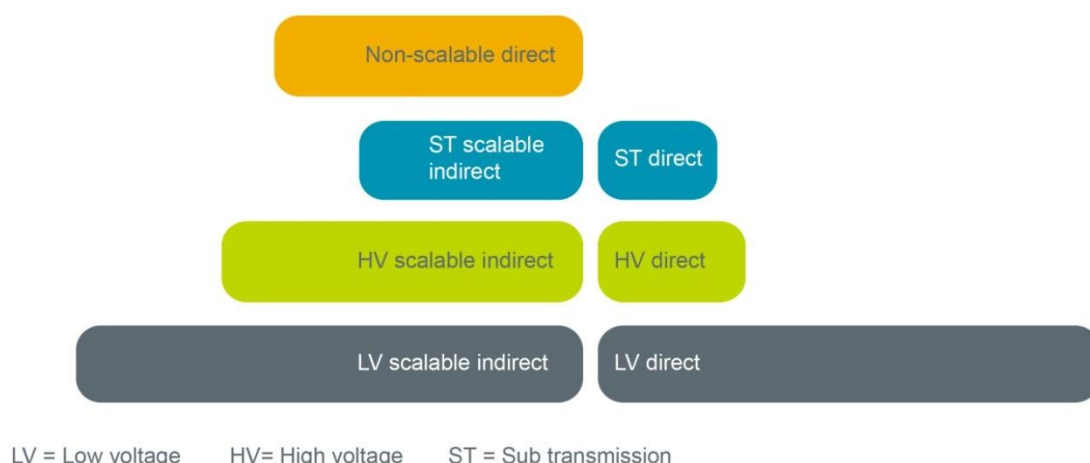 Non-scalable direct
ST scalable
indirect
ST direct
HV scalable indirect
HV direct
LV scalable indirect
LV direct
LV = Low voltage HV= High voltage ST = Sub transmission